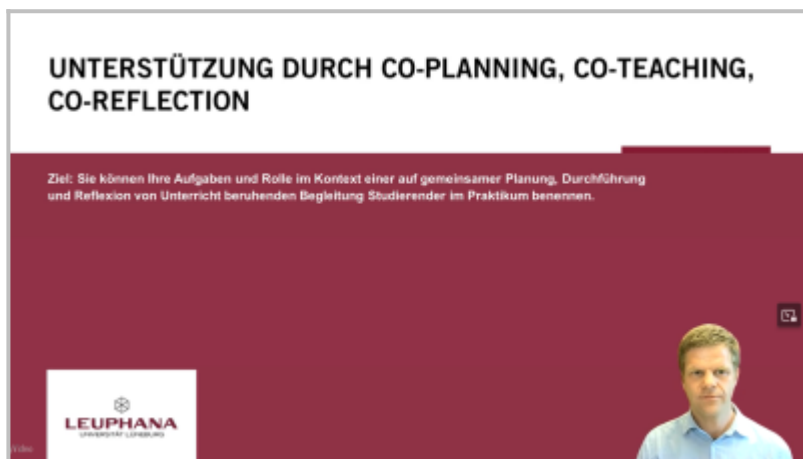 UNTERSTÜTZUNG DURCH CO-PLANNING, CO-TEACHING,
CO-REFLECTION
Ziel: Sie können Ihre Aufgaben und Rolle im Kontext einer auf gemeinsamer Planung, Durchführung
und Reflexion von Unterricht beruhenden Begleitung Studierender im Praktikum benennen.
LEUPHANA
UNIVERSITÄT LÜNEBURG